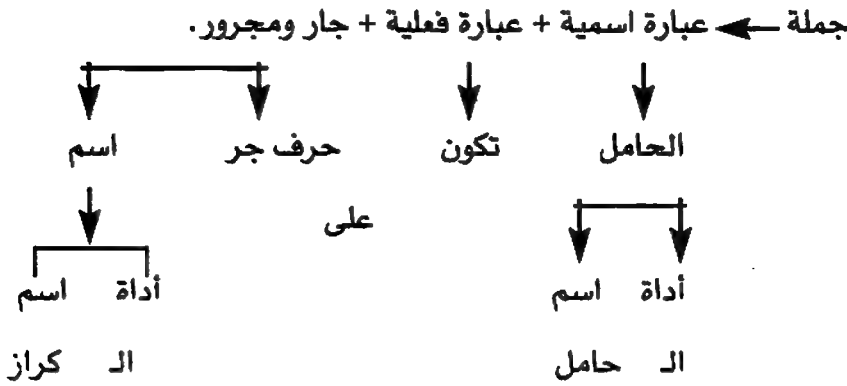 جملة ← عبارة اسمية + عبارة فعلية + جار ومجرور.
الحامل تكون حرف جر اسم
على
أداة اسم أداة اسم
الـ حامل الـ كراز